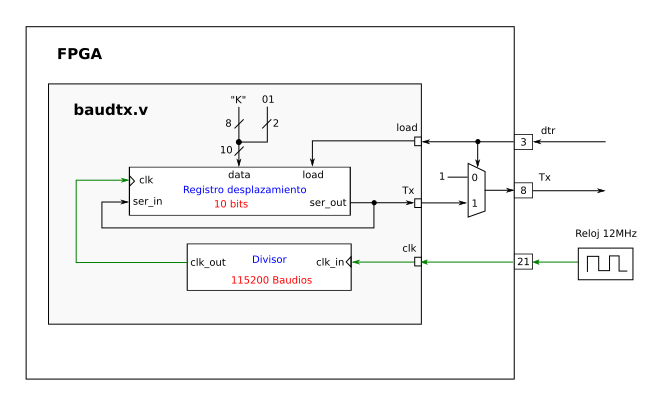 FPGA
baudtx.v
"K" 01
8 2
10
data load
clk
Registro desplazamiento
ser_in 10 bits ser_out
clk_out Divisor clk_in
115200 Baudios
load
Tx
clk
1 0
1
3 dtr
8 Tx
21
Reloj 12MHz